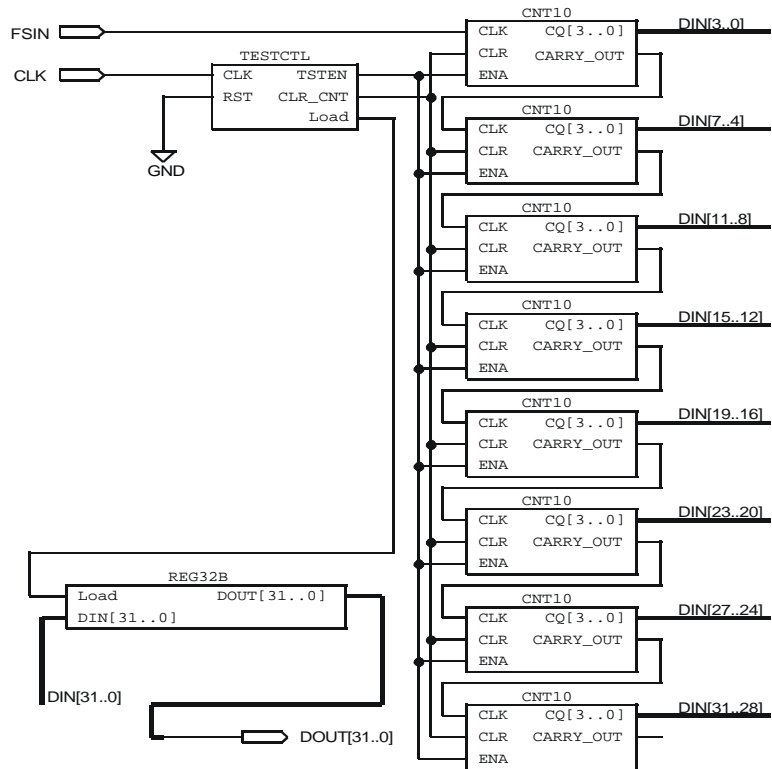 FSIN
CLK
GND
TESTCTL
CLK TSTEN
RST CLR_CNT
Load
CNT10
CLK CQ[3..0]
CLR CARRY_OUT
ENA
DIN[3..0]
CNT10
CLK CQ[3..0]
CLR CARRY_OUT
ENA
DIN[7..4]
CNT10
CLK CQ[3..0]
CLR CARRY_OUT
ENA
DIN[11..8]
CNT10
CLK CQ[3..0]
CLR CARRY_OUT
ENA
DIN[15..12]
CNT10
CLK CQ[3..0]
CLR CARRY_OUT
ENA
DIN[19..16]
CNT10
CLK CQ[3..0]
CLR CARRY_OUT
ENA
DIN[23..20]
CNT10
CLK CQ[3..0]
CLR CARRY_OUT
ENA
DIN[27..24]
CNT10
CLK CQ[3..0]
CLR CARRY_OUT
ENA
DIN[31..28]
REG32B
Load DOUT[31..0]
DIN[31..0]
DIN[31..0]
DOUT[31..0]